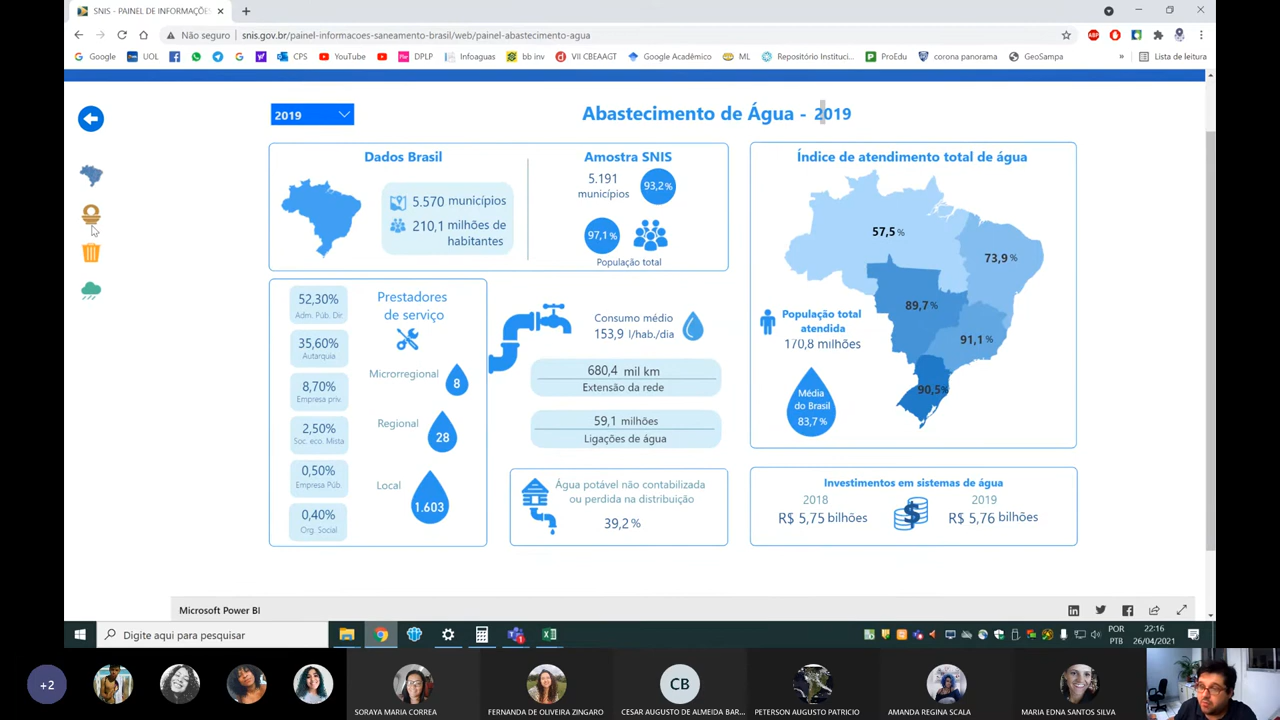 SNIS - PAINEL DE INFORMAÇÕE
Não seguro
snis.gov.br/painel-informacoes-saneamento-brasil/web/painel-abastecimento-agua
Google
UOL
CPS
YouTube
DPLP
Infoaguas
bb inv
VII CBEAAGT
Google Acadêmico
ML
Repositório Instituci...
ProEdu
corona panorama
GeoSampa
»
Lista de leitura
2019
Abastecimento de Água - 2019
Dados Brasil
5.570 municípios
210,1 milhões de
habitantes
Amostra SNIS
5.191
municípios
93,2%
97,1%
População total
Índice de atendimento total de água
57,5 %
73,9 %
89,7 %
91,1 %
90,5%
População total
atendida
170,8 milhões
Média
do Brasil
83,7 %
52,30%
Adm. Púb. Dir
35,60%
Autarquia
8,70%
Empresa priv.
2,50%
Soc. eco. Mista
0,50%
Empresa Púb.
0,40%
Org. Social
Prestadores
de serviço
Microrregional
8
Regional
28
Local
1.603
Consumo médio
153,9 l/hab./dia
680,4 mil km
Extensão da rede
59,1 milhões
Ligações de água
Água potável não contabilizada
ou perdida na distribuição
39,2 %
Investimentos em sistemas de água
2018
R$ 5,75 bilhões
2019
R$ 5,76 bilhões
Microsoft Power BI
Digite aqui para pesquisar
POR
PTB
22:16
26/04/2021
+2
SORAYA MARIA CORREA
FERNANDA DE OLIVEIRA ZINGARO
CB
CESAR AUGUSTO DE ALMEIDA BAR...
PETERSON AUGUSTO PATRICIO
AMANDA REGINA SCALA
MARIA EDNA SANTOS SILVA